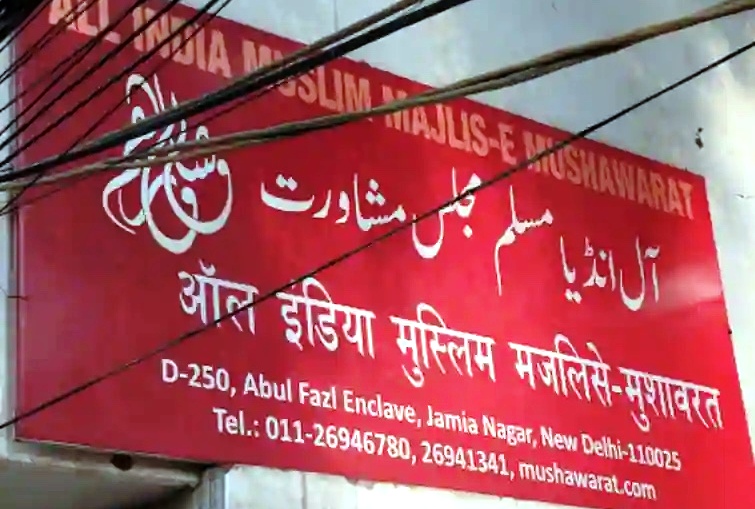 ALL INDIA MUSLIM MAJLIS-E MUSHAWARAT
آل انڈیا مسلم مجلس مشاورت
ऑल इंडिया मुस्लिम मजलिसे-मुशावरत
D-250, Abul Fazl Enclave, Jamia Nagar, New Delhi-110025
Tel.: 011-26946780, 26941341, mushawarat.com